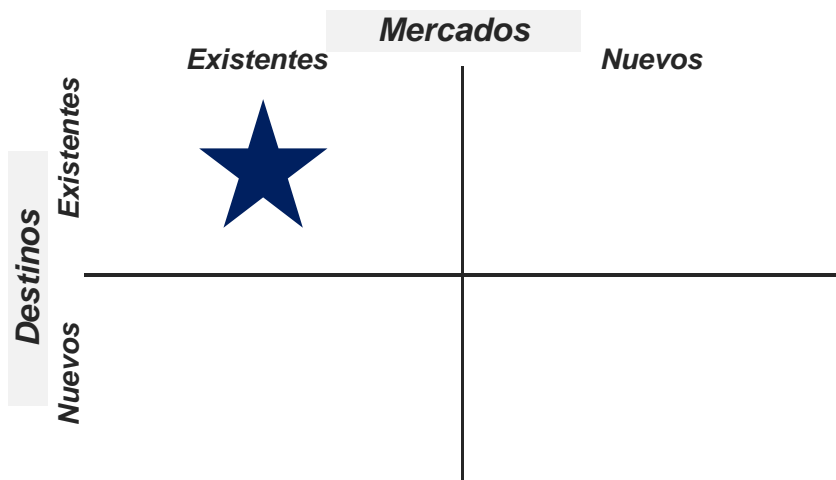 Mercados
Existentes
Nuevos
Destinos
Existentes
Nuevos